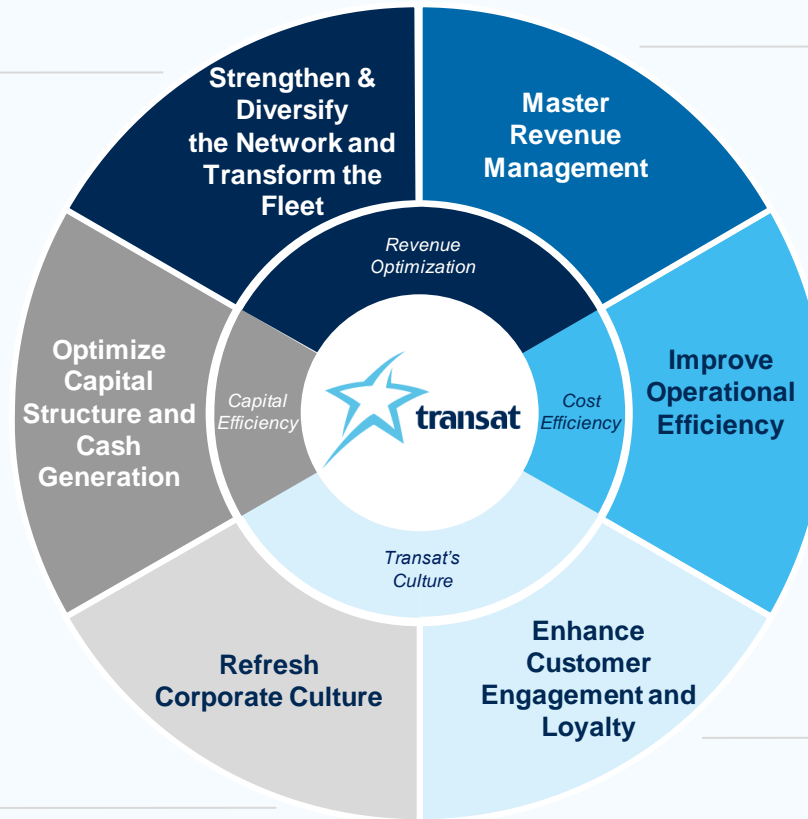 Strengthen &
Diversify
the Network and
Transform the
Fleet
Master
Revenue
Management
Revenue
Optimization
Optimize
Capital
Structure and
Cash
Generation
Capital
Efficiency
transat
Cost
Efficiency
Improve
Operational
Efficiency
Transat's
Culture
Refresh
Corporate Culture
Enhance
Customer
Engagement and
Loyalty